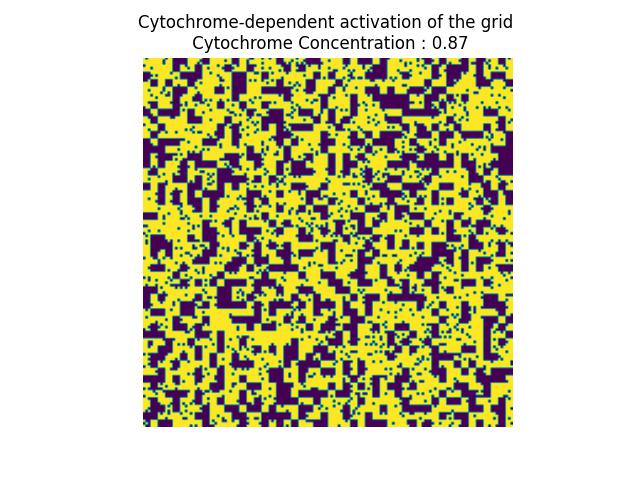 Cytochrome-dependent activation of the grid
Cytochrome Concentration : 0.87